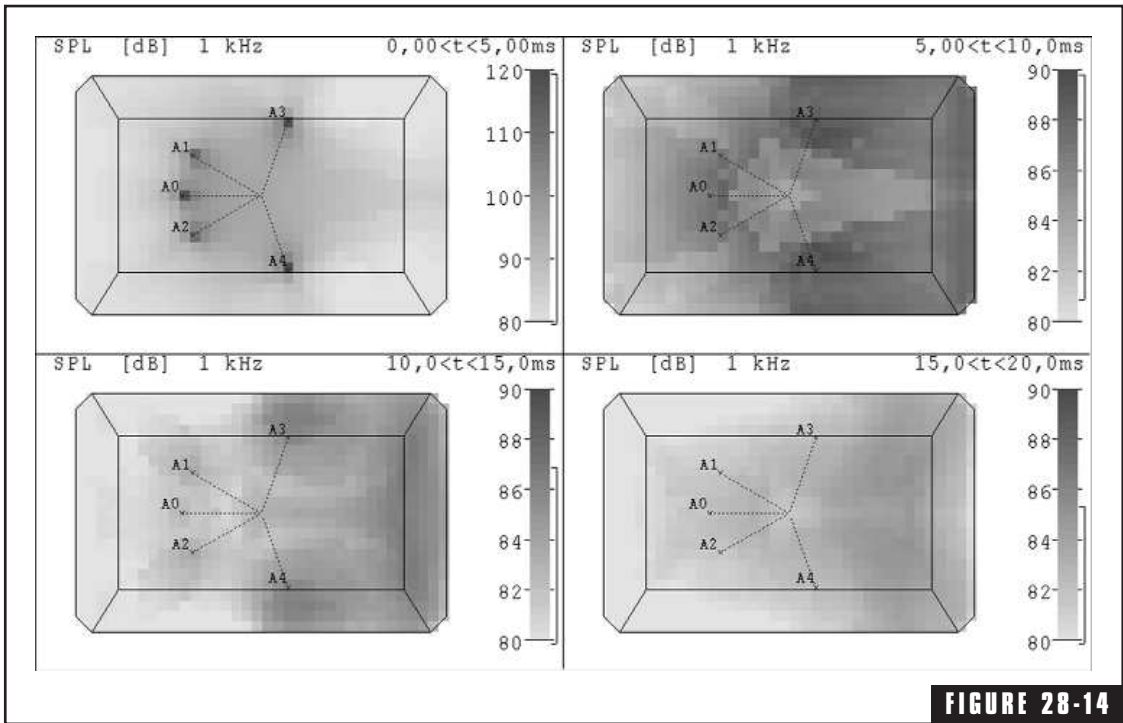 SPL [dB] 1 kHz 0,00<t<5,00ms
120
110
100
90
80
A3
A1
A0
A2
A4
SPL [dB] 1 kHz 5,00<t<10,0ms
90
88
86
84
82
80
A3
A1
A0
A2
A4
SPL [dB] 1 kHz 10,0<t<15,0ms
90
88
86
84
82
80
A3
A1
A0
A2
A4
SPL [dB] 1 kHz 15,0<t<20,0ms
90
88
86
84
82
80
A3
A1
A0
A2
A4
FIGURE 28-14